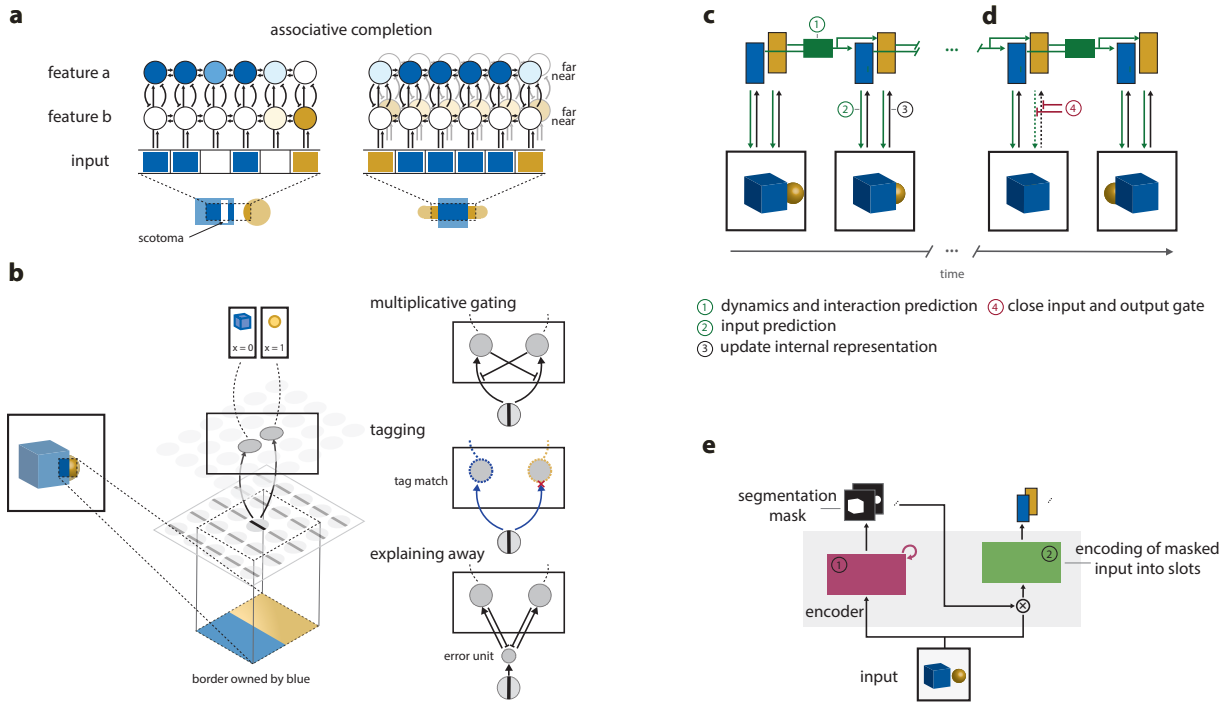 a
associative completion
feature a
feature b
input
far
near
far
near
scotoma
b
x = 0
x = 1
border owned by blue
multiplicative gating
tagging
tag match
explaining away
error unit
c
d
1
2
3
4
...
...
time
1 dynamics and interaction prediction
4 close input and output gate
2 input prediction
3 update internal representation
e
segmentation
mask
1
encoder
2
encoding of masked
input into slots
input